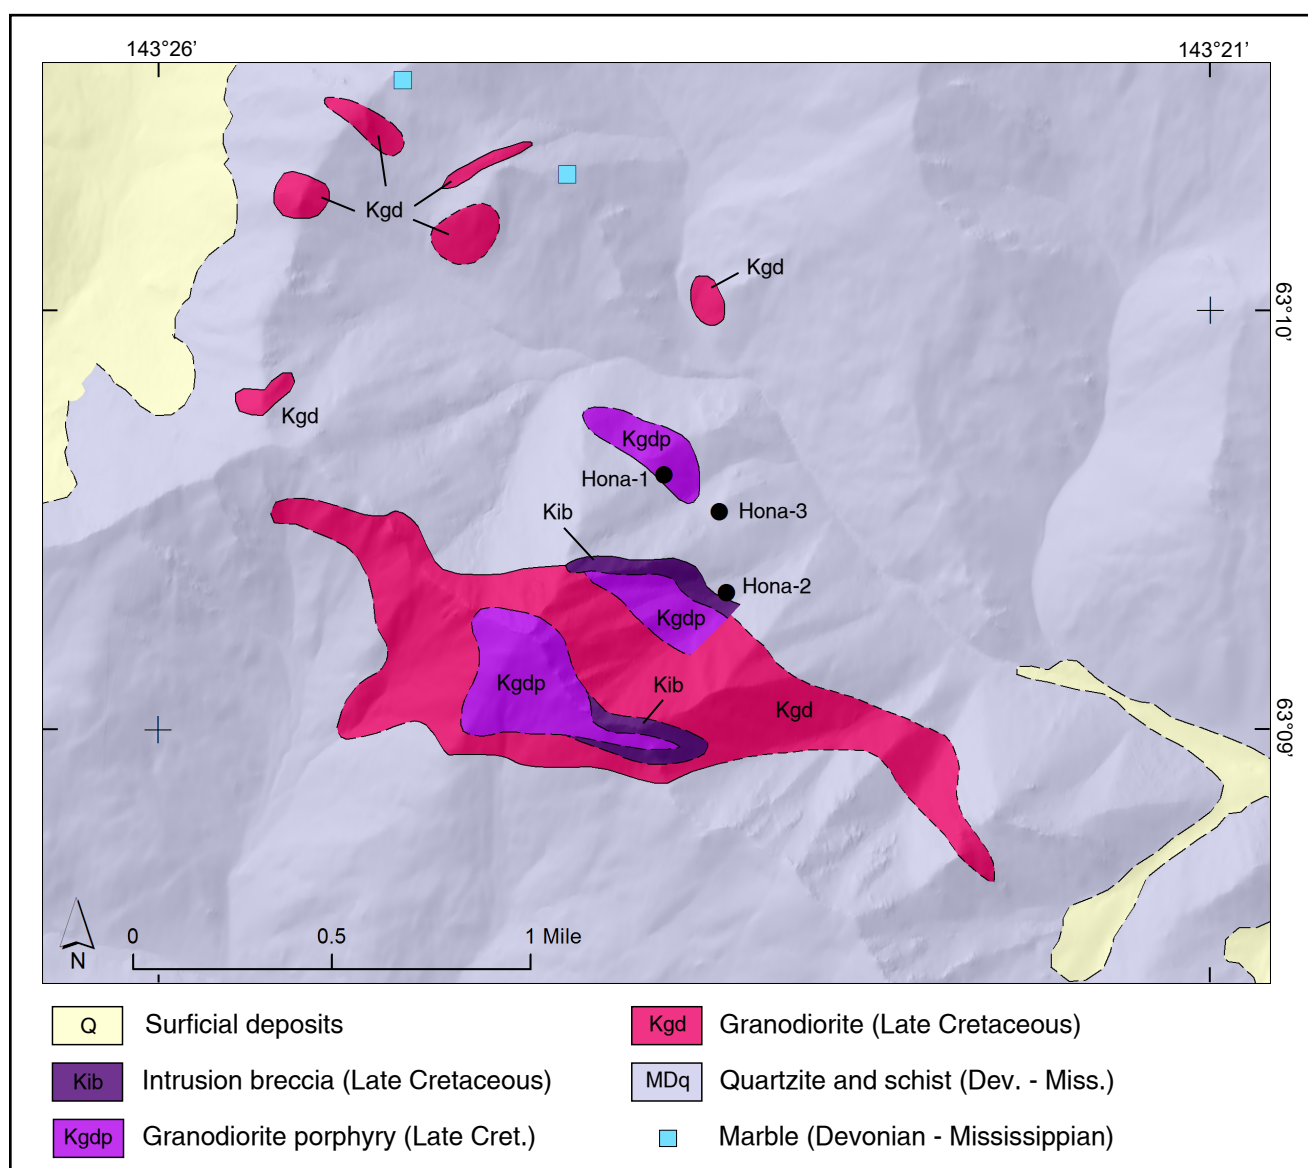 143°26’
143°21’
Kgd
Kgd
63°10’
Kgd
Kgdp
Hona-1
Hona-3
Kib
Hona-2
Kgdp
Kgdp
Kib
Kgd
63°09’
N
0 0.5 1 Mile
Q Surficial deposits
Kib Intrusion breccia (Late Cretaceous)
Kgdp Granodiorite porphyry (Late Cret.)
Kgd Granodiorite (Late Cretaceous)
MDq Quartzite and schist (Dev. - Miss.)
Marble (Devonian - Mississippian)